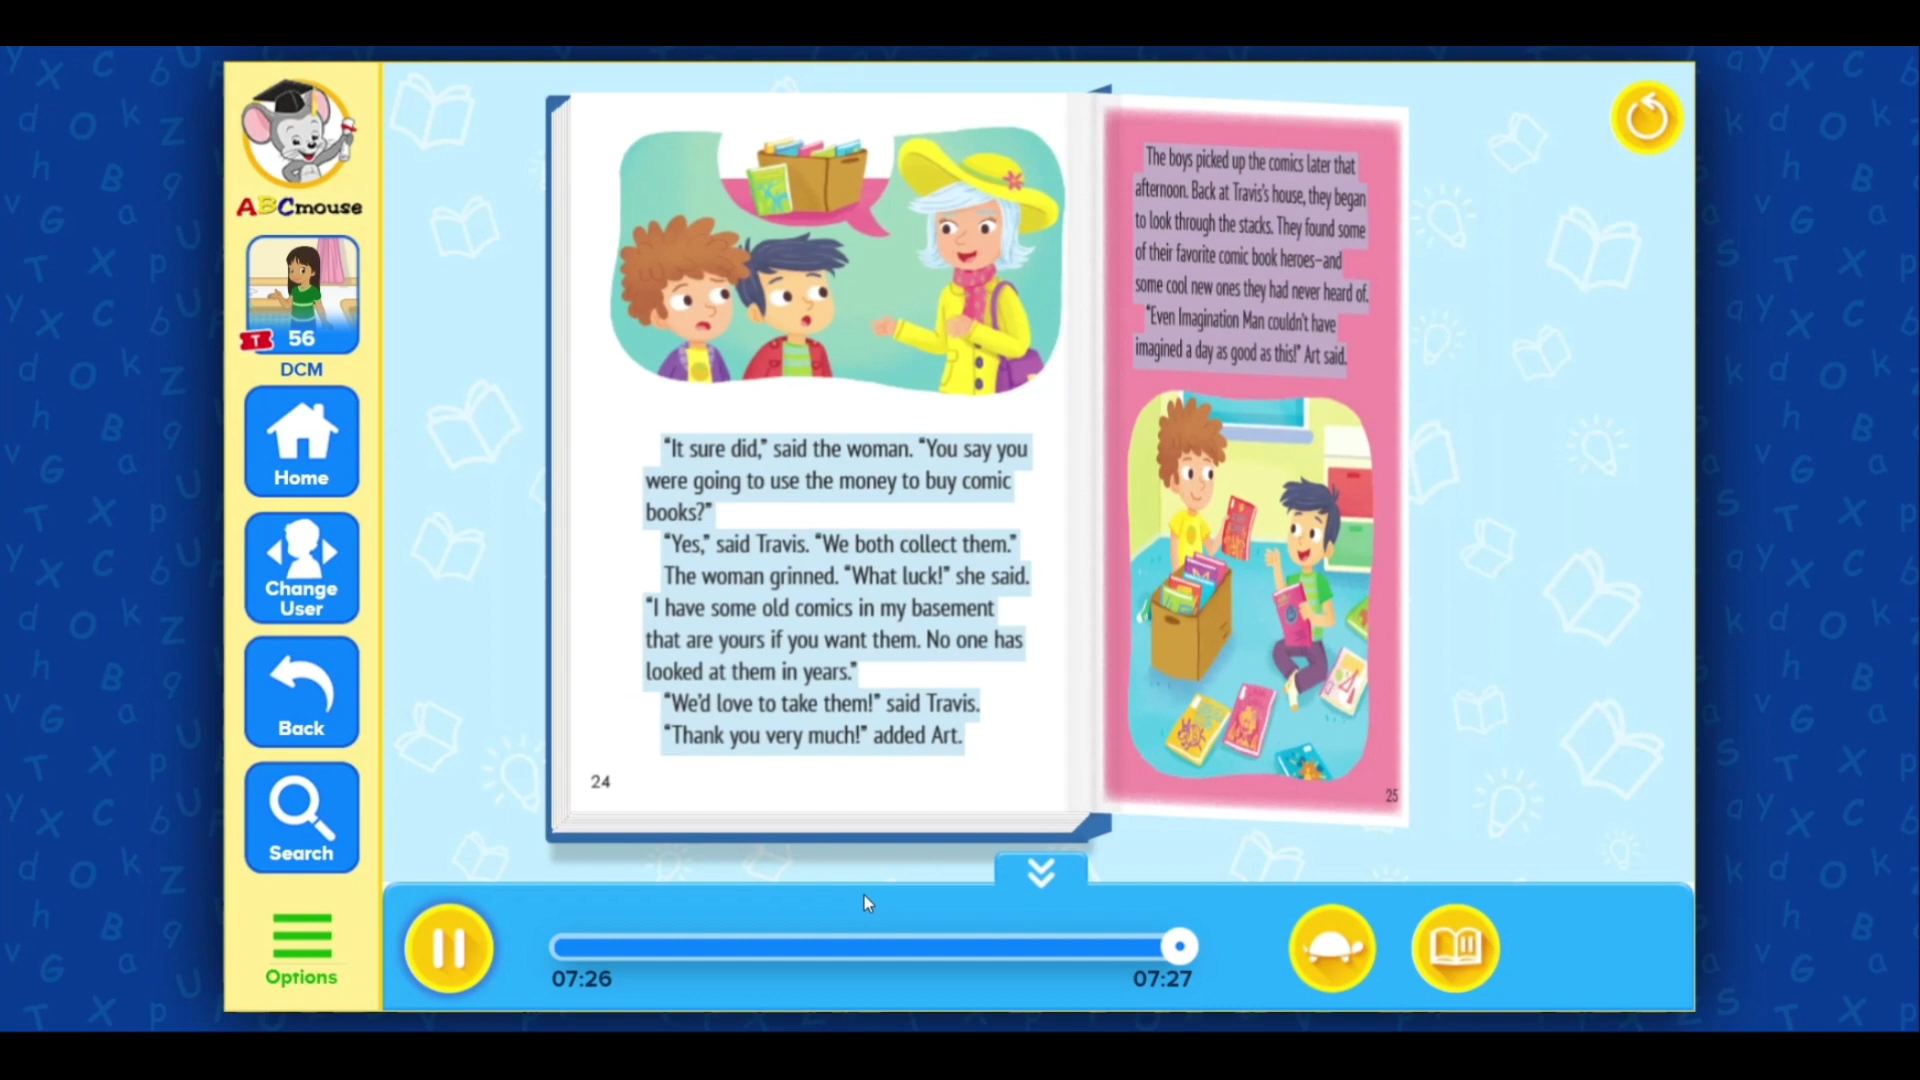 ABCmouse
T 56
DCM
Home
Change
User
Back
Search
Options
“It sure did,” said the woman. “You say you
were going to use the money to buy comic
books?”
“Yes,” said Travis. “We both collect them.”
The woman grinned. “What luck!” she said.
“I have some old comics in my basement
that are yours if you want them. No one has
looked at them in years.”
“We’d love to take them!” said Travis.
“Thank you very much!” added Art.
24
The boys picked up the comics later that
afternoon. Back at Travis’s house, they began
to look through the stacks. They found some
of their favorite comic book heroes—and
some cool new ones they had never heard of.
“Even Imagination Man couldn’t have
imagined a day as good as this!” Art said.
25
07:26
07:27